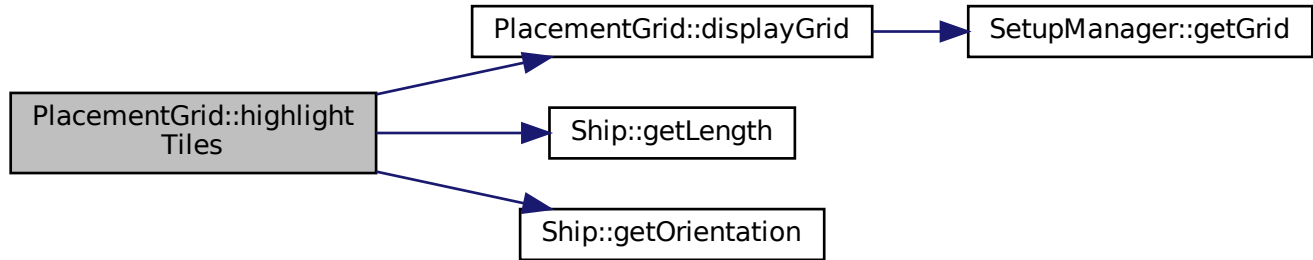 PlacementGrid::displayGrid
SetupManager::getGrid
PlacementGrid::highlight
Tiles
Ship::getLength
Ship::getOrientation